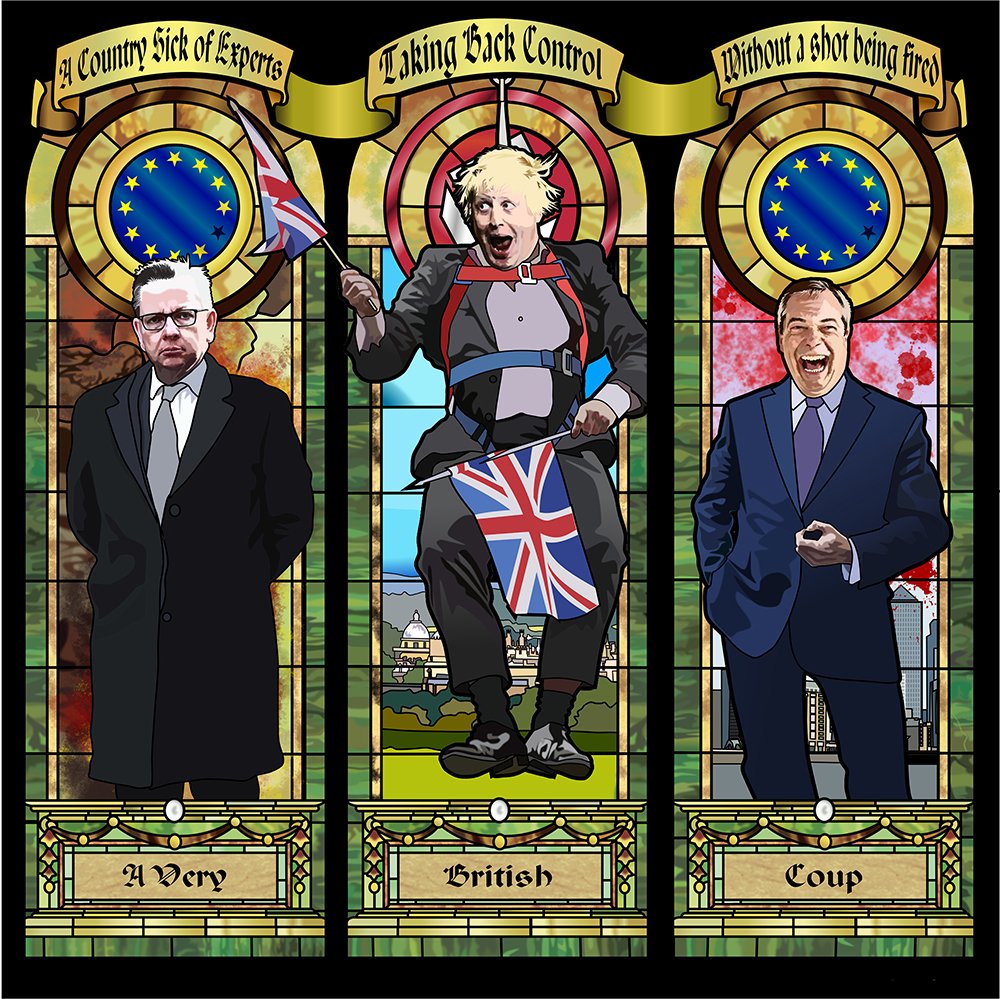 A Country Sick of Experts
Taking Back Control
Without a shot being fired
A Very
British
Coup